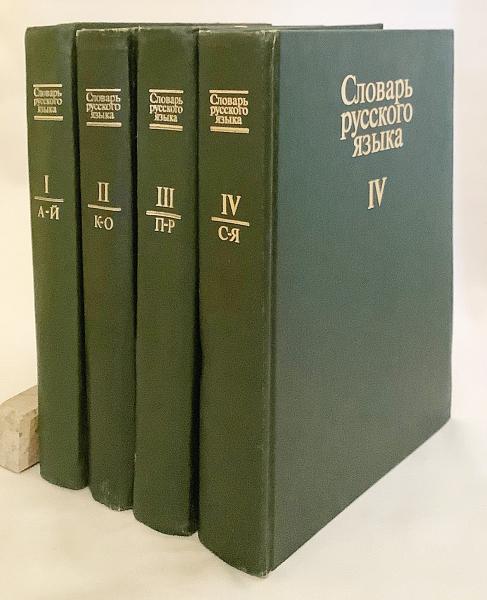 Словарь
русского
языка
I
А-Й
Словарь
русского
языка
II
К-О
Словарь
русского
языка
III
П-Р
Словарь
русского
языка
IV
С-Я
Словарь
русского
языка
IV